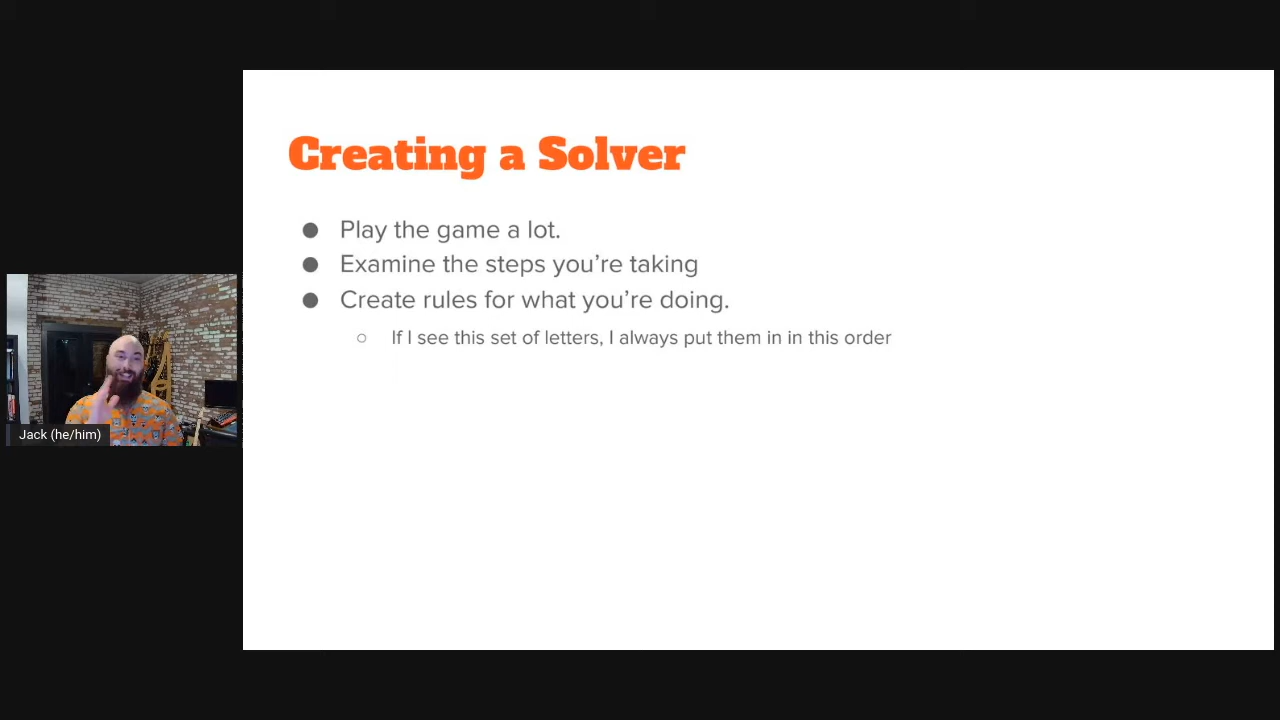 Creating a Solver
Play the game a lot.
Examine the steps you're taking
Create rules for what you're doing.
If I see this set of letters, I always put them in in this order
Jack (he/him)